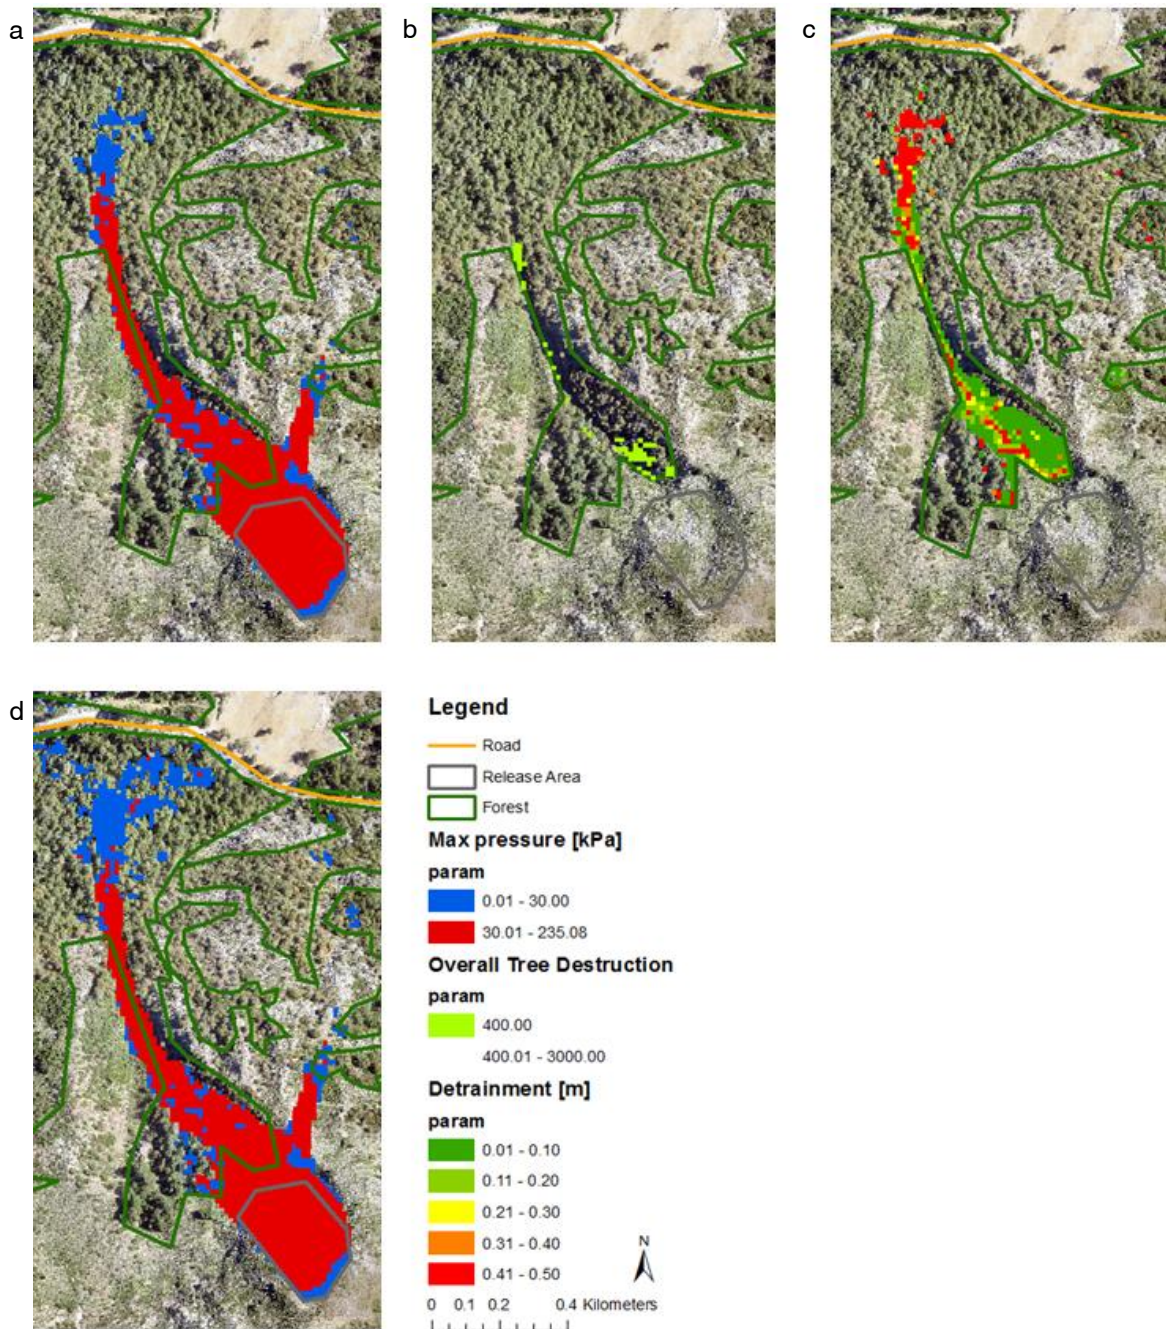 a
b
c
d
Legend
Road
Release Area
Forest
Max pressure [kPa]
param
0.01 - 30.00
30.01 - 235.08
Overall Tree Destruction
param
400.00
400.01 - 3000.00
Detrainment [m]
param
0.01 - 0.10
0.11 - 0.20
0.21 - 0.30
0.31 - 0.40
0.41 - 0.50
N
0 0.1 0.2 0.4 Kilometers